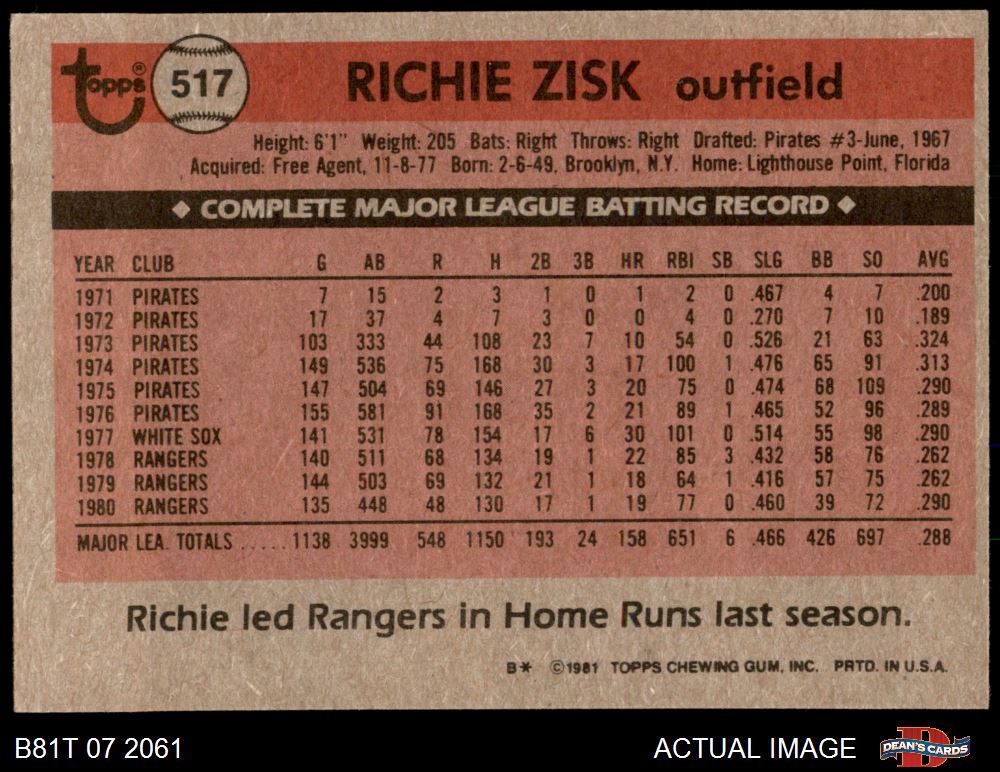 Topps® 517 RICHIE ZISK outfield
Height: 6'1" Weight: 205 Bats: Right Throws: Right Drafted: Pirates #3-June, 1967
Acquired: Free Agent, 11-8-77 Born: 2-6-49, Brooklyn, N.Y. Home: Lighthouse Point, Florida
◆ COMPLETE MAJOR LEAGUE BATTING RECORD ◆
YEAR CLUB G AB R H 2B 3B HR RBI SB SLG BB SO AVG
1971 PIRATES 7 15 2 3 1 0 1 2 0 .467 4 7 .200
1972 PIRATES 17 37 4 7 3 0 0 4 0 .270 7 10 .189
1973 PIRATES 103 333 44 108 23 7 10 54 0 .526 21 63 .324
1974 PIRATES 149 536 75 168 30 3 17 100 1 .476 65 91 .313
1975 PIRATES 147 504 69 146 27 3 20 75 0 .474 68 109 .290
1976 PIRATES 155 581 91 168 35 2 21 89 1 .465 52 96 .289
1977 WHITE SOX 141 531 78 154 17 6 30 101 0 .514 55 98 .290
1978 RANGERS 140 511 68 134 19 1 22 85 3 .432 58 76 .262
1979 RANGERS 144 503 69 132 21 1 18 64 1 .416 57 75 .262
1980 RANGERS 135 448 48 130 17 1 19 77 0 .460 39 72 .290
MAJOR LEA. TOTALS ..... 1138 3999 548 1150 193 24 158 651 6 .466 426 697 .288
Richie led Rangers in Home Runs last season.
B* ©1981 TOPPS CHEWING GUM, INC. PRTD. IN U.S.A.
B81T 07 2061 ACTUAL IMAGE D DEAN'S CARDS